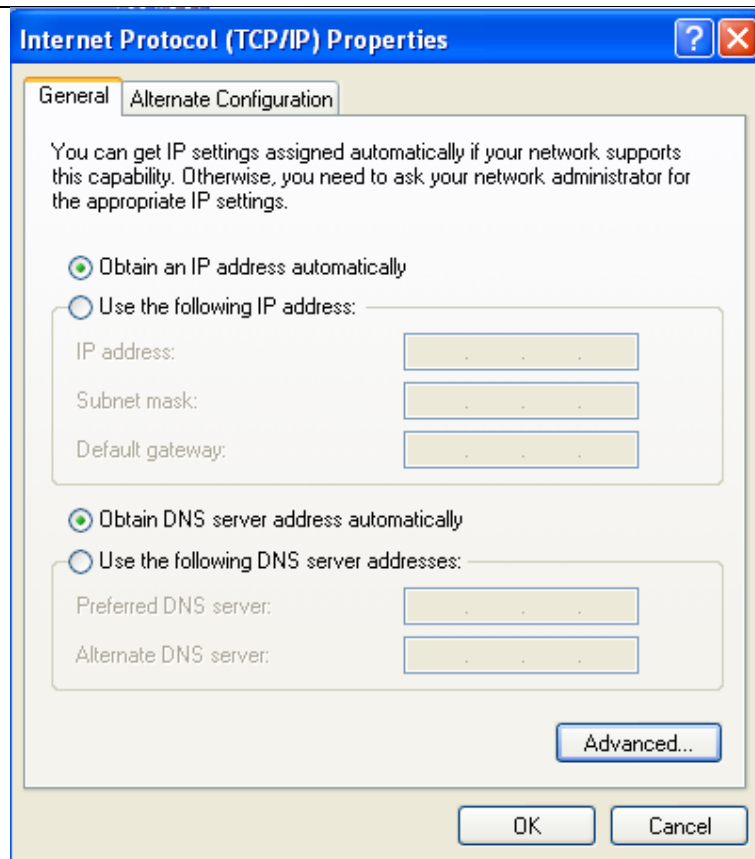 Internet Protocol (TCP/IP) Properties
General
Alternate Configuration
You can get IP settings assigned automatically if your network supports
this capability. Otherwise, you need to ask your network administrator for
the appropriate IP settings.
Obtain an IP address automatically
Use the following IP address:
IP address:
Subnet mask:
Default gateway:
Obtain DNS server address automatically
Use the following DNS server addresses:
Preferred DNS server:
Alternate DNS server:
Advanced...
OK
Cancel